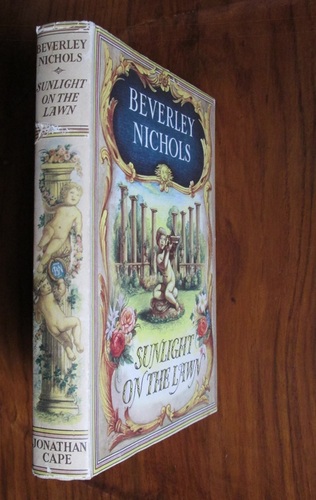 BEVERLEY
NICHOLS
SUNLIGHT
ON THE
LAWN
JONATHAN
CAPE
BEVERLEY
NICHOLS
SUNLIGHT
ON THE LAWN